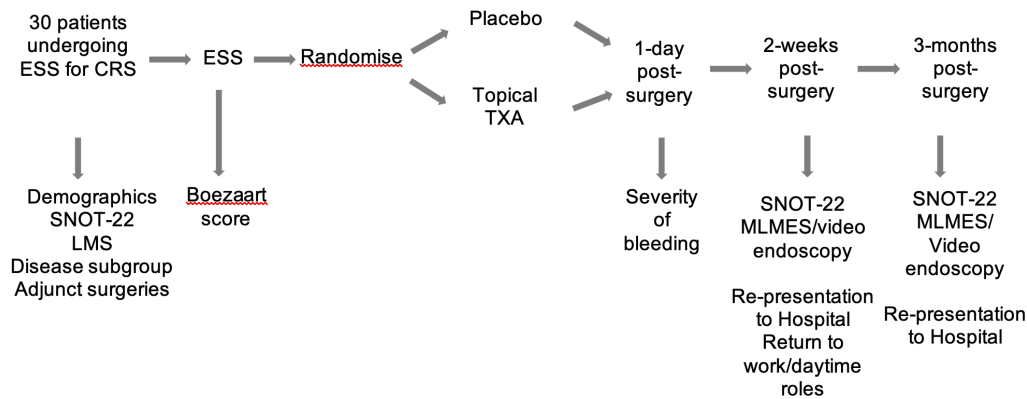 30 patients
undergoing
ESS for CRS
ESS
Randomise
Placebo
Topical
TXA
1-day
post-
surgery
2-weeks
post-
surgery
3-months
post-
surgery
Demographics
SNOT-22
LMS
Disease subgroup
Adjunct surgeries
Boezaart
score
Severity
of
bleeding
SNOT-22
MLMES/video
endoscopy
Re-presentation
to Hospital
Return to
work/daytime
roles
SNOT-22
MLMES/
Video
endoscopy
Re-presentation
to Hospital